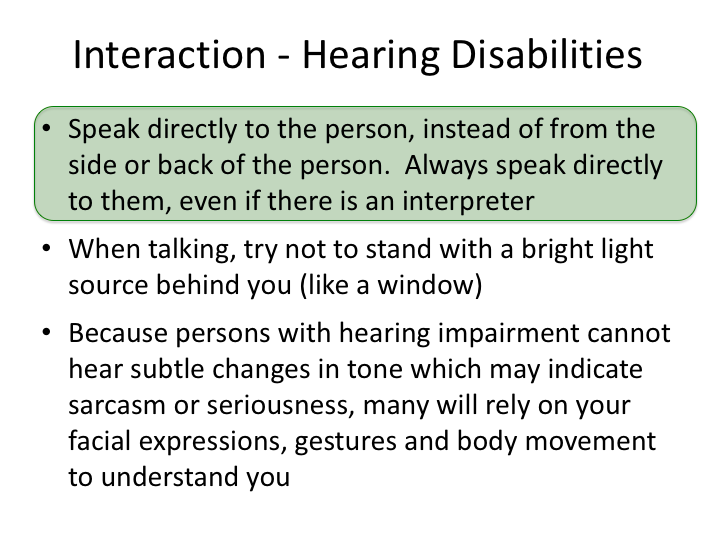 Interaction - Hearing Disabilities
• Speak directly to the person, instead of from the
side or back of the person.  Always speak directly
to them, even if there is an interpreter
• When talking, try not to stand with a bright light
source behind you (like a window)
• Because persons with hearing impairment cannot
hear subtle changes in tone which may indicate
sarcasm or seriousness, many will rely on your
facial expressions, gestures and body movement
to understand you